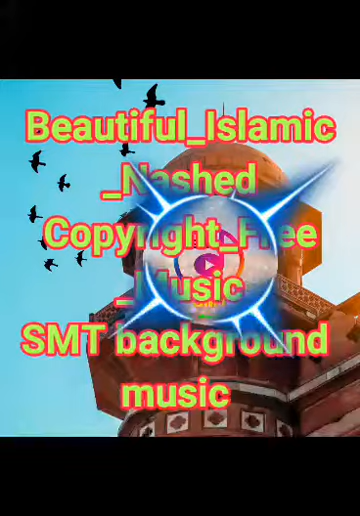 Beautiful_Islamic
_Nashed
Copyright_Free
_Music
SMT background
music